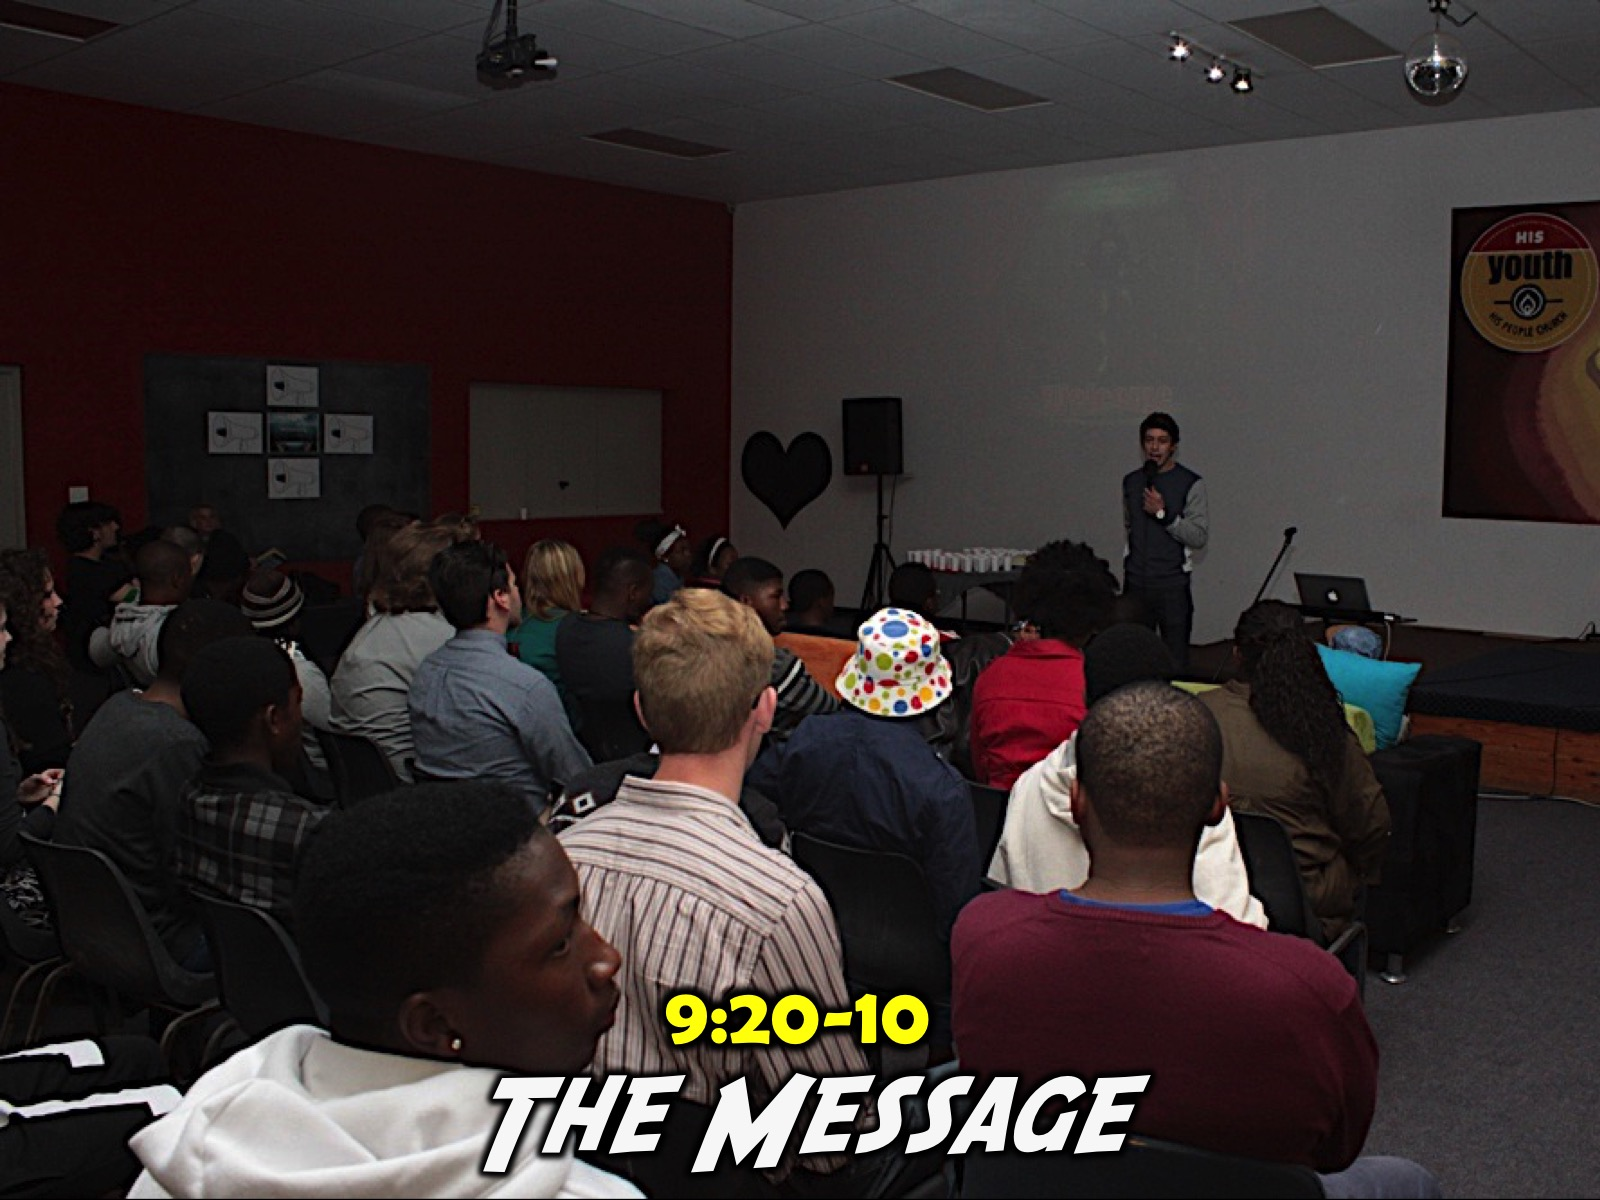 HIS
youth
HIS PEOPLE CHURCH
9:20-10
THE MESSAGE